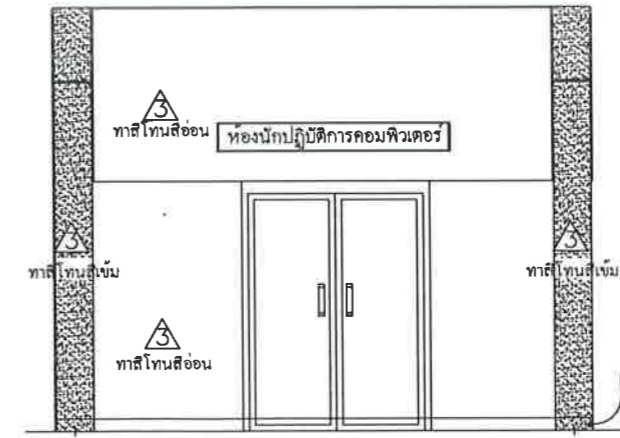 3
ทาสีโทนสีอ่อน
ห้องนักปฏิบัติการคอมพิวเตอร์
3
ทาสีโทนสีเข้ม
3
ทาสีโทนสีเข้ม
3
ทาสีโทนสีอ่อน